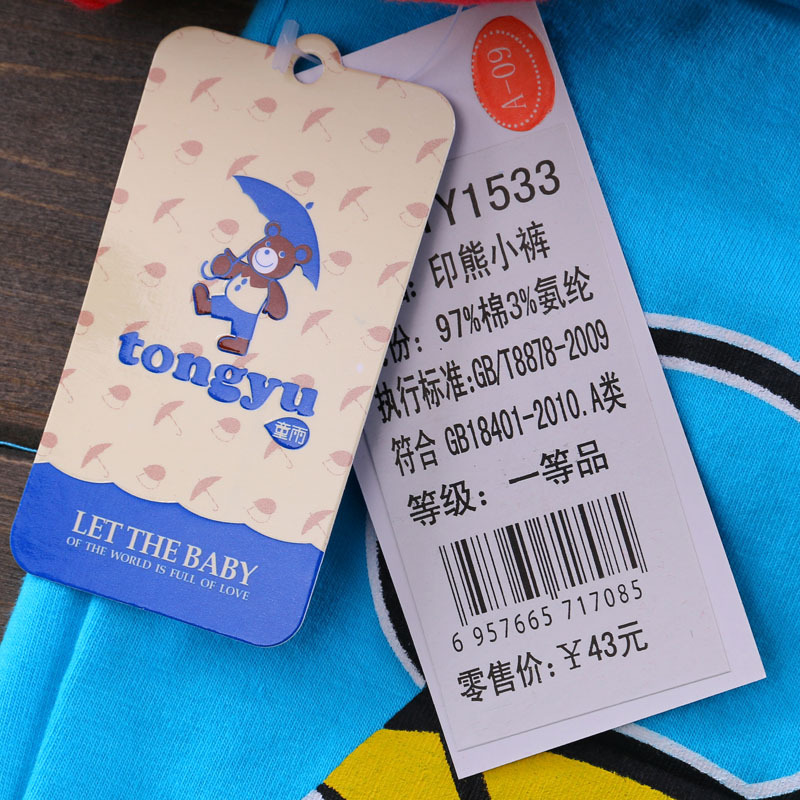 tongyu
童雨
LET THE BABY
OF THE WORLD IS FULL OF LOVE
A-09
Y1533
印熊小裤
份：97%棉3%氨纶
执行标准:GB/T8878-2009
符合 GB18401-2010.A类
等级：一等品
6 957665 717085
零售价:￥43元